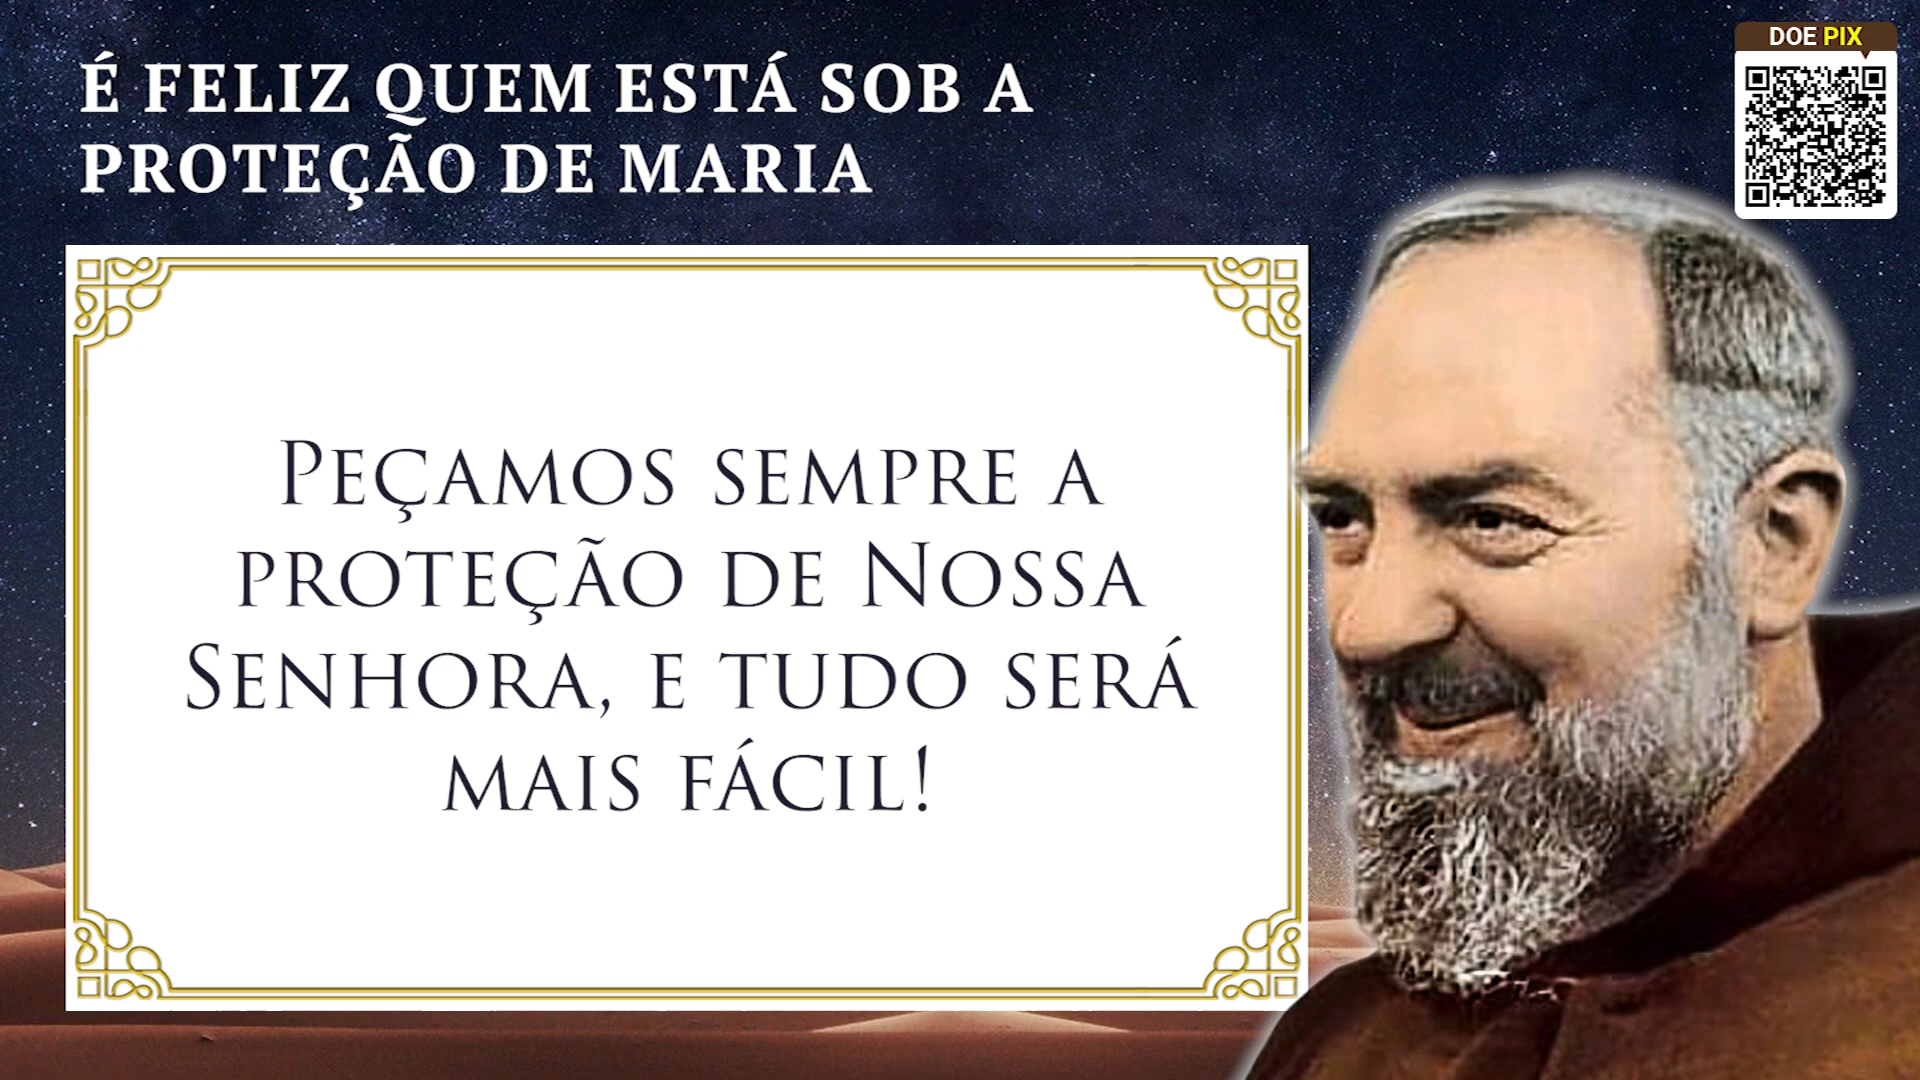 É FELIZ QUEM ESTÁ SOB A
PROTEÇÃO DE MARIA
DOE PIX
PEÇAMOS SEMPRE A
PROTEÇÃO DE NOSSA
SENHORA, E TUDO SERÁ
MAIS FÁCIL!